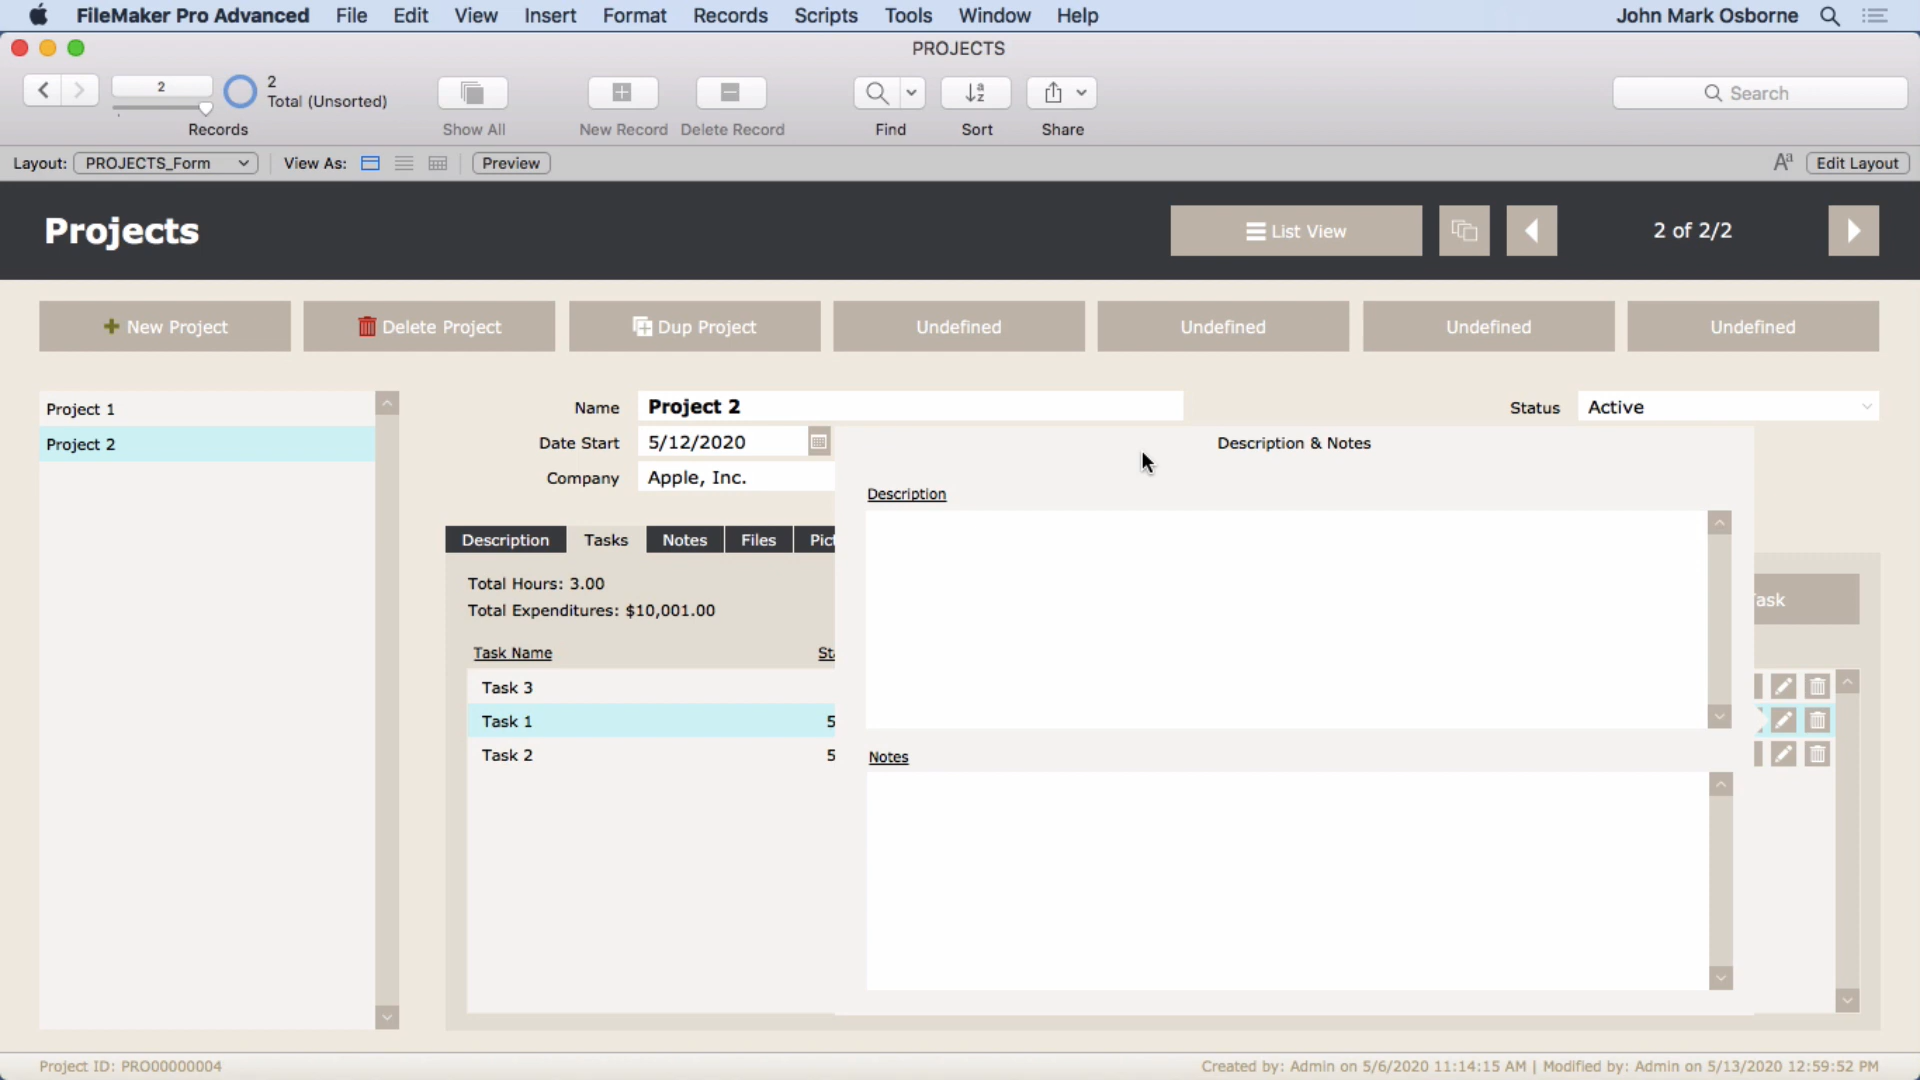 FileMaker Pro Advanced File Edit View Insert Format Records Scripts Tools Window Help John Mark Osborne
PROJECTS
2
2
Total (Unsorted)
Search
Records Show All New Record Delete Record Find Sort Share
Layout: PROJECTS_Form View As: Preview Aa Edit Layout
Projects List View 2 of 2/2
New Project Delete Project Dup Project Undefined Undefined Undefined Undefined
Project 1
Project 2
Name Project 2 Status Active
Date Start 5/12/2020
Company Apple, Inc.
Description & Notes
Description
Description Tasks Notes Files Pict
Total Hours: 3.00
Total Expenditures: $10,001.00
ask
Task Name Sta
Task 3
Task 1 5
Task 2 5
Notes
Project ID: PRO00000004 Created by: Admin on 5/6/2020 11:14:15 AM | Modified by: Admin on 5/13/2020 12:59:52 PM